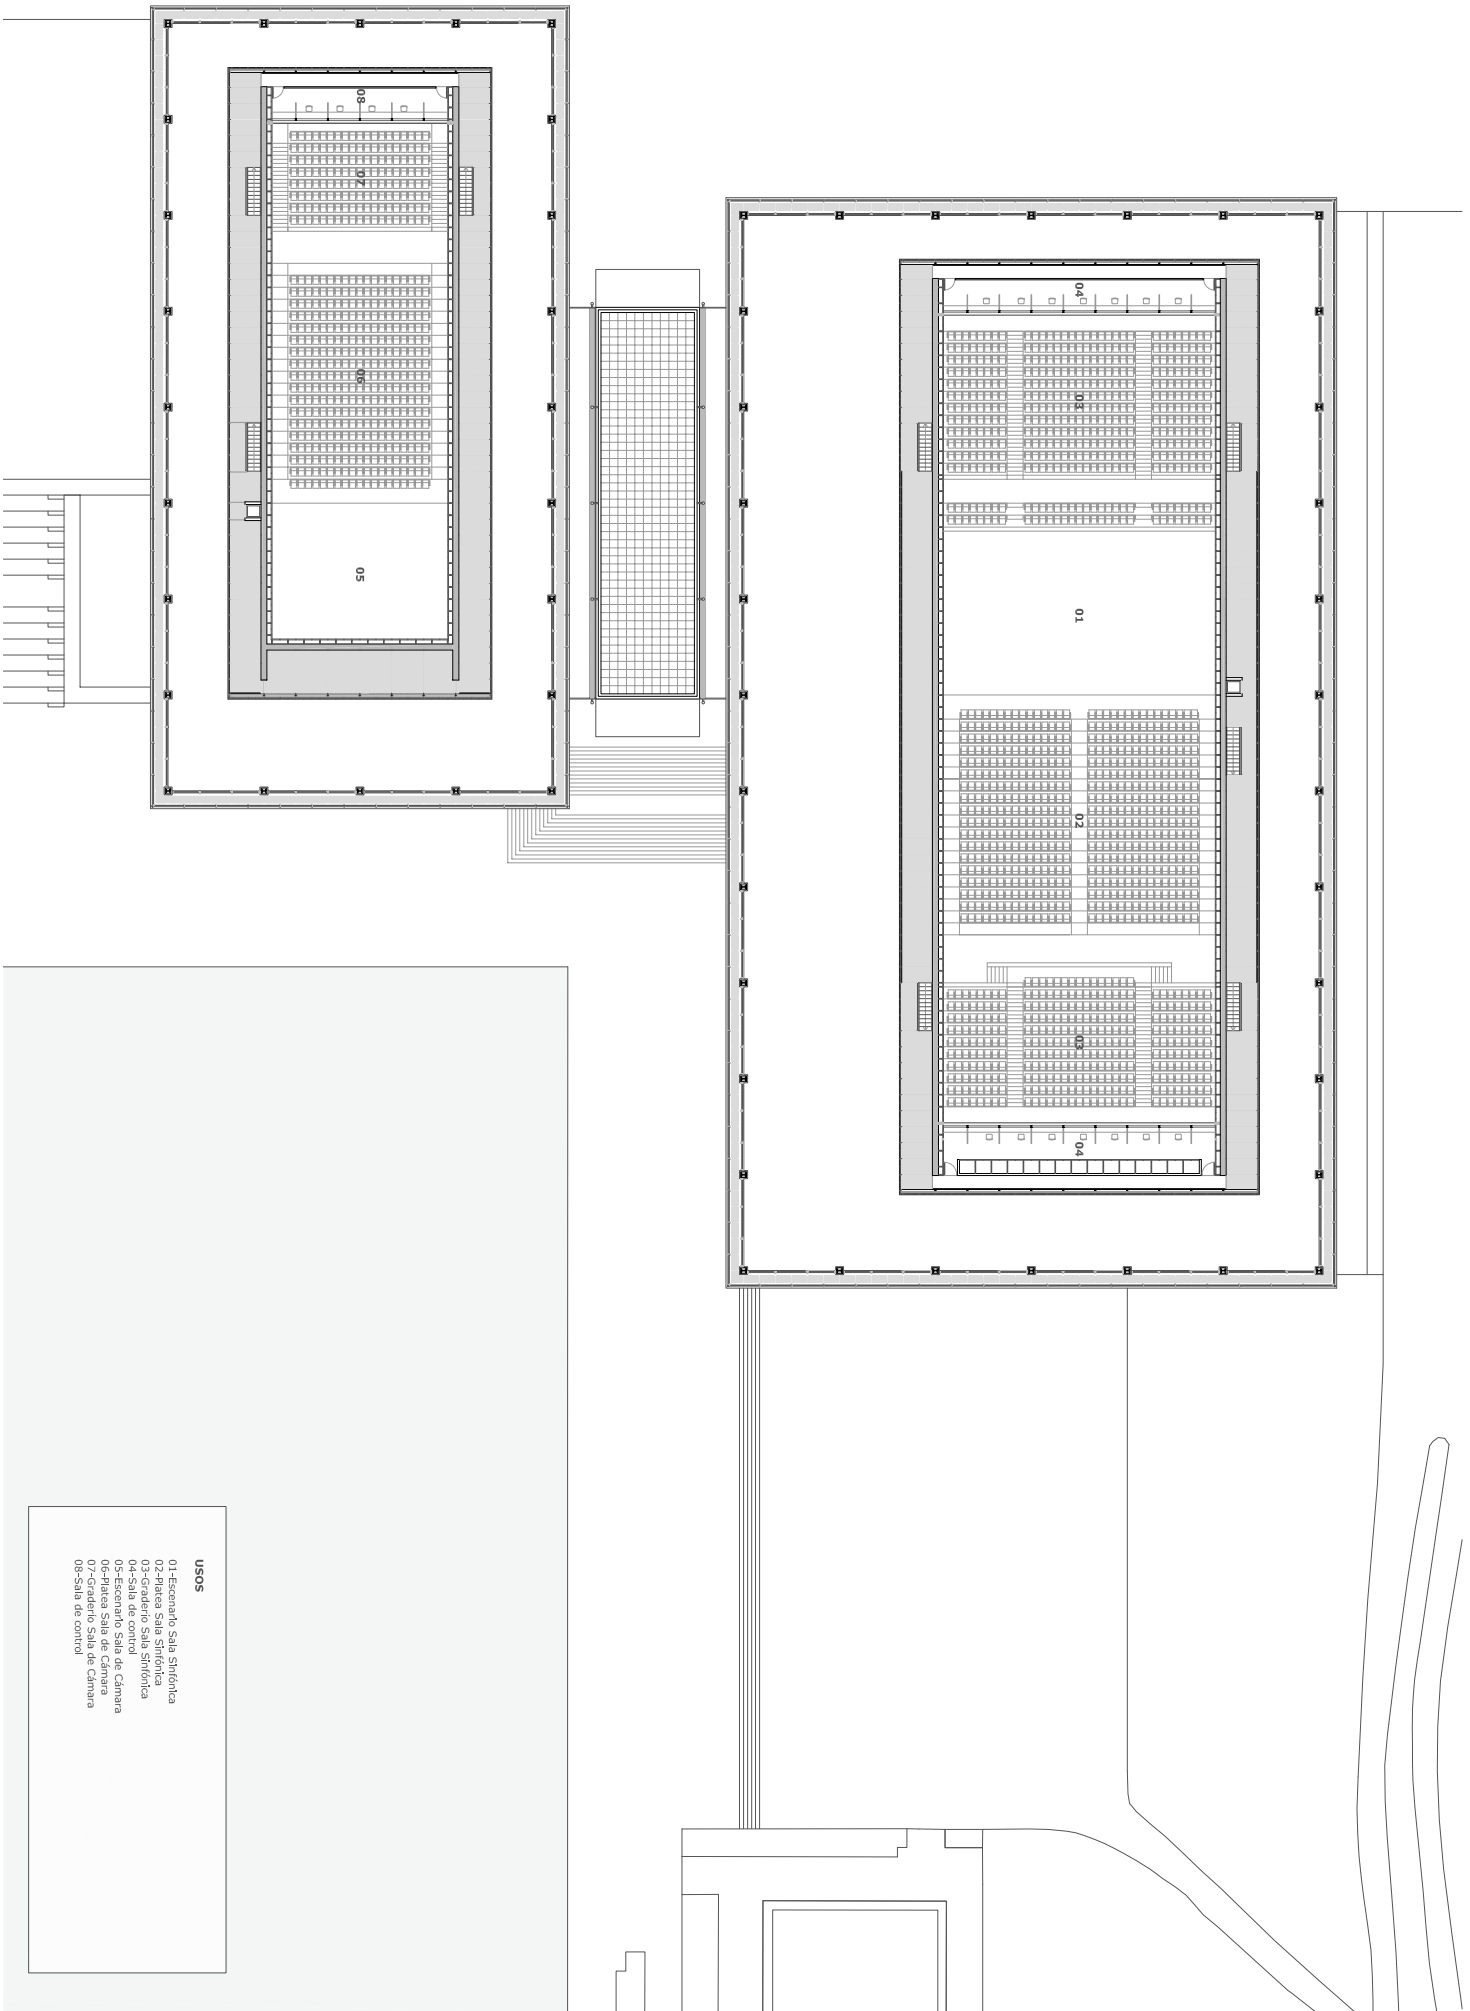 08
07
06
05
04
03
01
02
03
04
USOS
01-Escenario Sala Sinfónica
02-Platea Sala Sinfónica
03-Graderío Sala Sinfónica
04-Sala de control
05-Escenario Sala de Cámara
06-Platea Sala de Cámara
07-Graderío Sala de Cámara
08-Sala de control